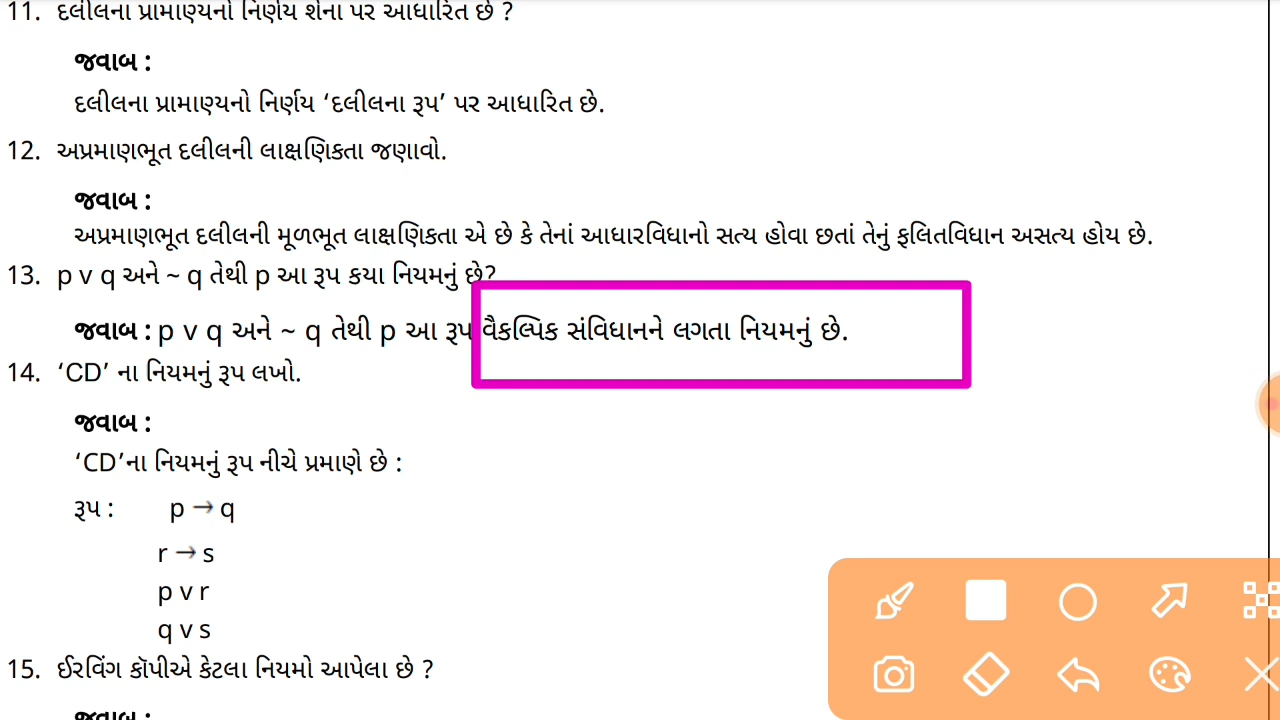 11. દલીલના પ્રામાણ્યનો નિર્ણય શેના પર આધારિત છે ?
જવાબ :
દલીલના પ્રામાણ્યનો નિર્ણય ‘દલીલના રૂપ’ પર આધારિત છે.
12. અપ્રમાણભૂત દલીલની લાક્ષણિકતા જણાવો.
જવાબ :
અપ્રમાણભૂત દલીલની મૂળભૂત લાક્ષણિકતા એ છે કે તેનાં આધારવિધાનો સત્ય હોવા છતાં તેનું ફલિતવિધાન અસત્ય હોય છે.
13. p v q અને ~ q તેથી p આ રૂપ કયા નિયમનું છે?
જવાબ : p v q અને ~ q તેથી p આ રૂપ વૈકલ્પિક સંવિધાનને લગતા નિયમનું છે.
14. ‘CD’ ના નિયમનું રૂપ લખો.
જવાબ :
‘CD’ના નિયમનું રૂપ નીચે પ્રમાણે છે :
રૂપ : p → q
r → s
p v r
q v s
15. ઈરવિંગ કૉપીએ કેટલા નિયમો આપેલા છે ?
જવાબ :